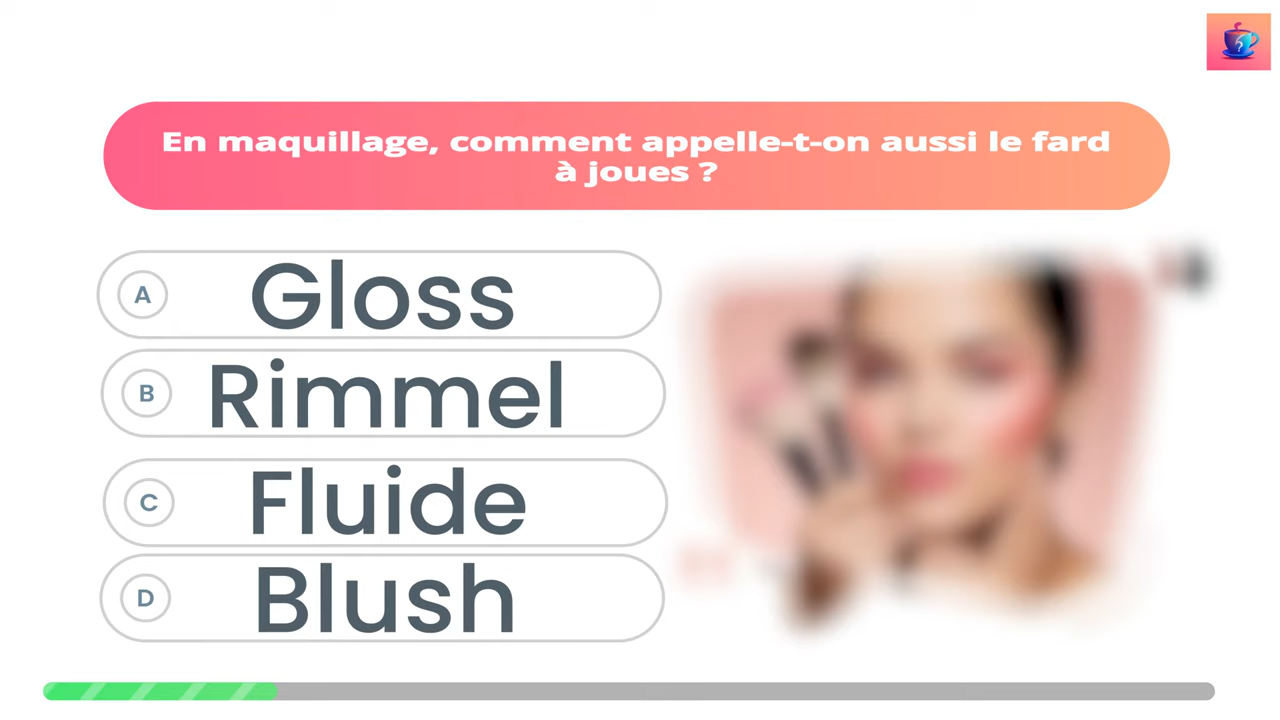 En maquillage, comment appelle-t-on aussi le fard
à joues ?
A Gloss
B Rimmel
C Fluide
D Blush